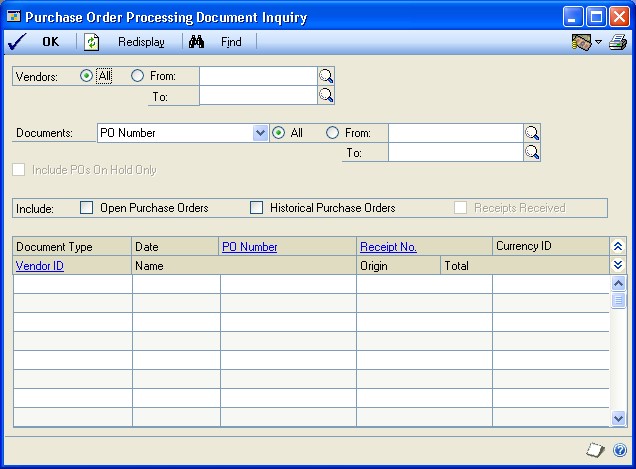 Purchase Order Processing Document Inquiry
OK Redisplay Find
Vendors: All From:
To:
Documents: PO Number All From:
To:
Include POs On Hold Only
Include: Open Purchase Orders Historical Purchase Orders Receipts Received
Document Type Date PO Number Receipt No. Currency ID
Vendor ID Name Origin Total